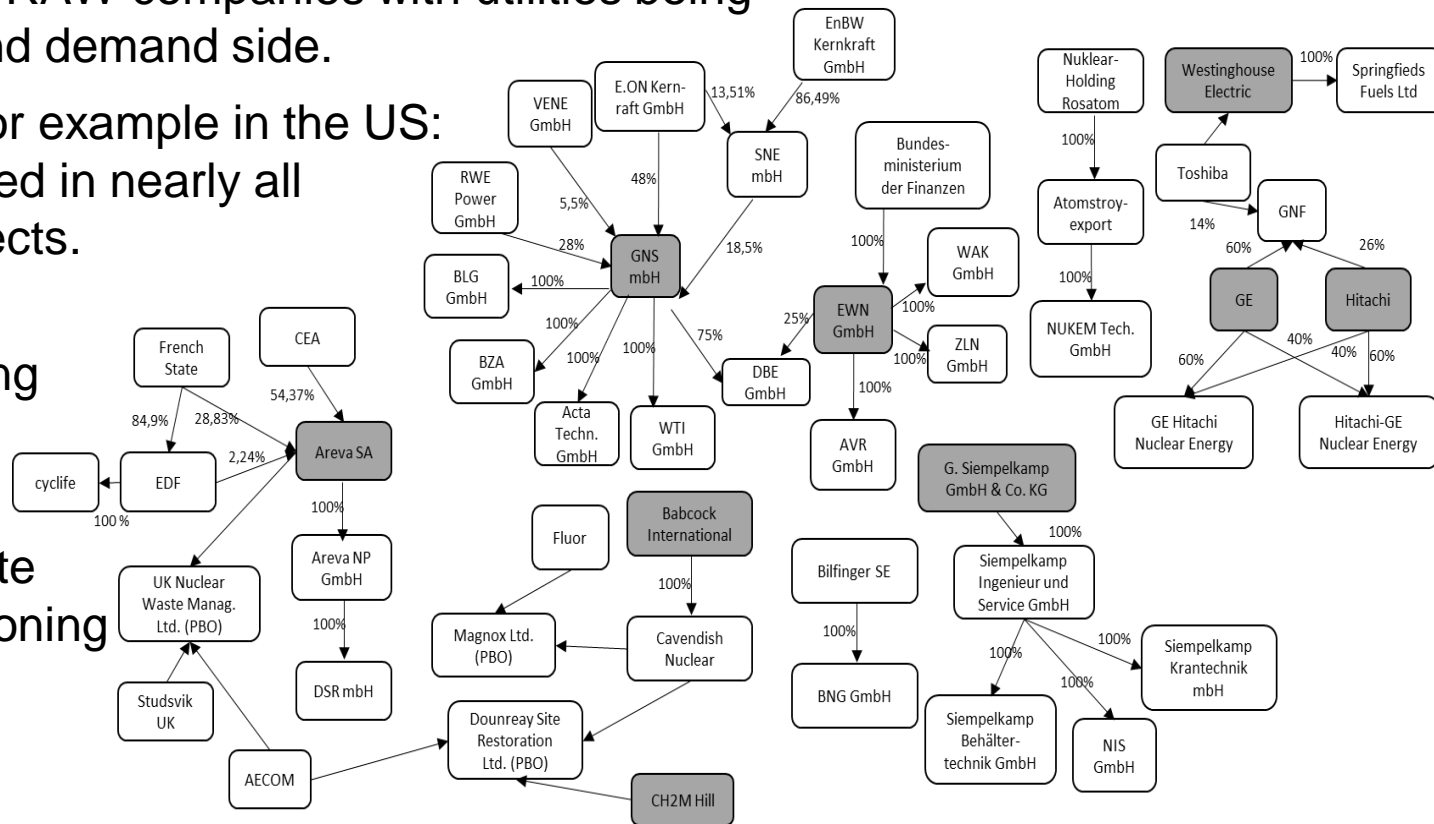 RAW companies with utilities being
nd demand side.
or example in the US:
ed in nearly all
ects.
ng
te
oning
EnBW
Kernkraft
GmbH
E.ON Kern-
raft GmbH
VENE
GmbH
13,51%
86,49%
SNE
mbH
RWE
Power
GmbH
48%
5,5%
28%
18,5%
GNS
mbH
BLG
GmbH
100%
100%
BZA
GmbH
100%
Acta
Techn.
GmbH
100%
WTI
GmbH
75%
DBE
GmbH
25%
Bundes-
ministerium
der Finanzen
100%
EWN
GmbH
WAK
GmbH
100%
ZLN
GmbH
100%
100%
AVR
GmbH
Nuklear-
Holding
Rosatom
100%
Atomstroy-
export
100%
NUKEM Tech.
GmbH
Westinghouse
Electric
100%
Springfieds
Fuels Ltd
Toshiba
14%
GNF
60%
26%
GE
Hitachi
60%
40%
40%
60%
GE Hitachi
Nuclear Energy
Hitachi-GE
Nuclear Energy
French
State
CEA
54,37%
84,9%
28,83%
Areva SA
2,24%
cyclife
EDF
100 %
100%
Areva NP
GmbH
100%
DSR mbH
UK Nuclear
Waste Manag.
Ltd. (PBO)
Studsvik
UK
AECOM
Fluor
Babcock
International
100%
Magnox Ltd.
(PBO)
Cavendish
Nuclear
Dounreay Site
Restoration
Ltd. (PBO)
CH2M Hill
Bilfinger SE
100%
BNG GmbH
G. Siempelkamp
GmbH & Co. KG
100%
Siempelkamp
Ingenieur und
Service GmbH
100%
100%
100%
Siempelkamp
Krantechnik
mbH
Siempelkamp
Behälter-
technik GmbH
NIS
GmbH